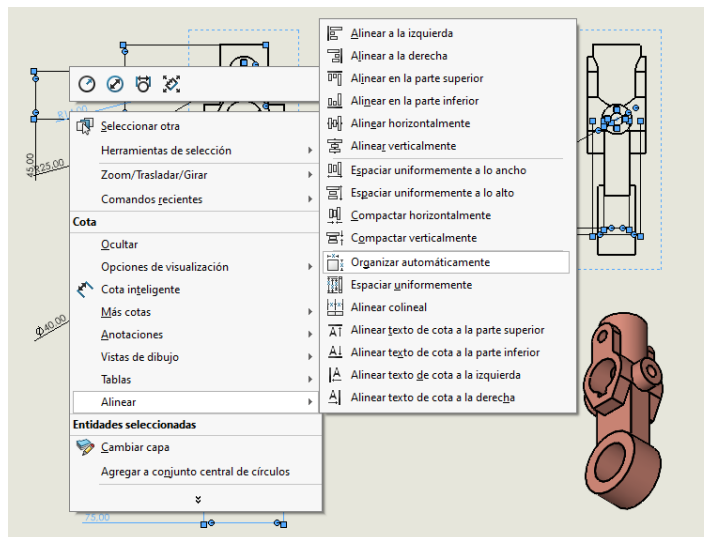 Seleccionar otra
Herramientas de selección
Zoom/Trasladar/Girar
Comandos recientes
Cota
Ocultar
Opciones de visualización
Cota inteligente
Más cotas
Anotaciones
Vistas de dibujo
Tablas
Alinear
Entidades seleccionadas
Cambiar capa
Agregar a conjunto central de círculos
Alinear a la izquierda
Alinear a la derecha
Alinear en la parte superior
Alinear en la parte inferior
Alinear horizontalmente
Alinear verticalmente
Espaciar uniformemente a lo ancho
Espaciar uniformemente a lo alto
Compactar horizontalmente
Compactar verticalmente
Organizar automáticamente
Espaciar uniformemente
Alinear colineal
Alinear texto de cota a la parte superior
Alinear texto de cota a la parte inferior
Alinear texto de cota a la izquierda
Alinear texto de cota a la derecha
45.00
R25.00
Φ40.00
75.00